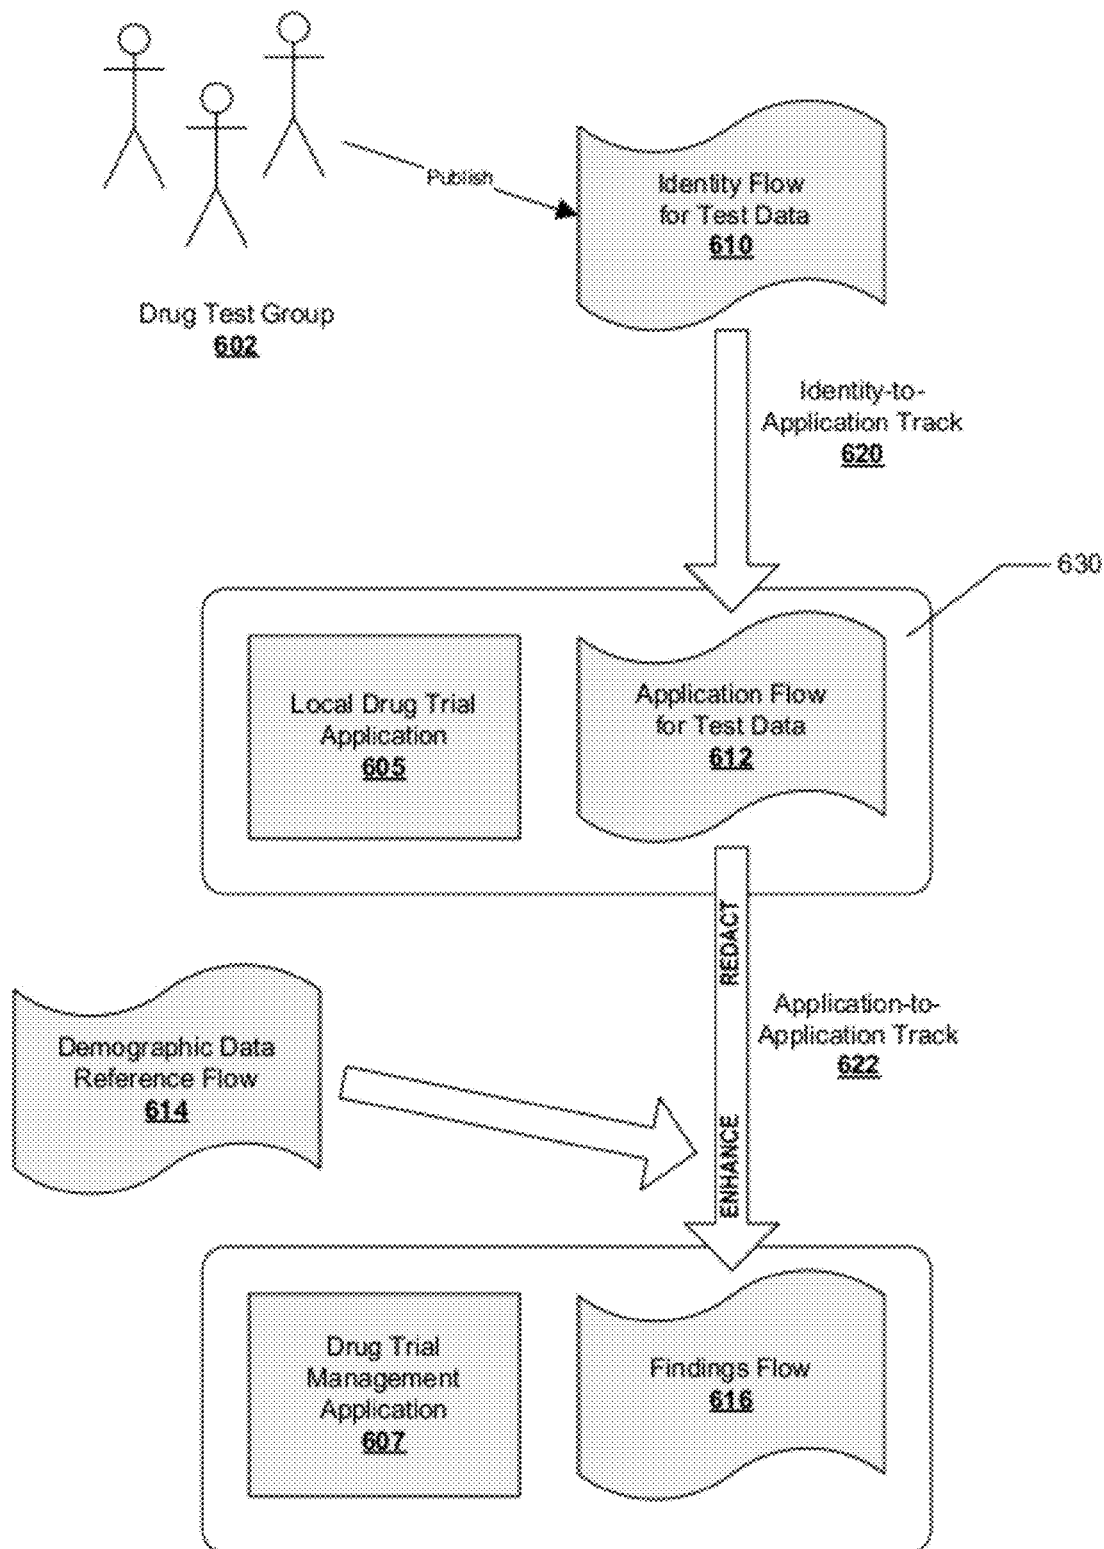 Publish
Identity Flow
for Test Data
610
Drug Test Group
602
Identity-to-
Application Track
620
630
Local Drug Trial
Application
605
Application Flow
for Test Data
612
REDACT
Application-to-
Application Track
622
Demographic Data
Reference Flow
614
ENHANCE
Drug Trial
Management
Application
607
Findings Flow
616